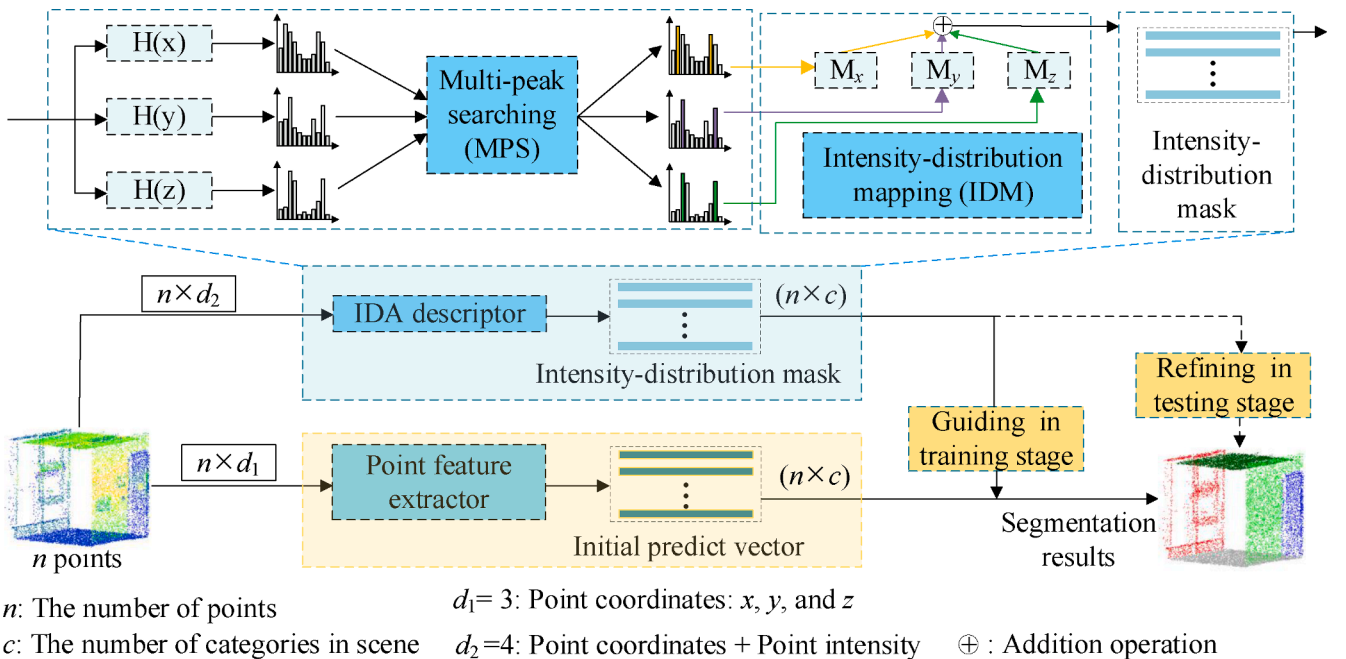 H(x)
H(y)
H(z)
Multi-peak
searching
(MPS)
Mx
My
Mz
Intensity-distribution
mapping (IDM)
Intensity-
distribution
mask
n×d2
IDA descriptor
(n×c)
Intensity-distribution mask
Refining in
testing stage
Guiding in
training stage
n×d1
Point feature
extractor
(n×c)
Initial predict vector
Segmentation
results
n points
n: The number of points
d1= 3: Point coordinates: x, y, and z
c: The number of categories in scene
d2=4: Point coordinates + Point intensity
⊕ : Addition operation